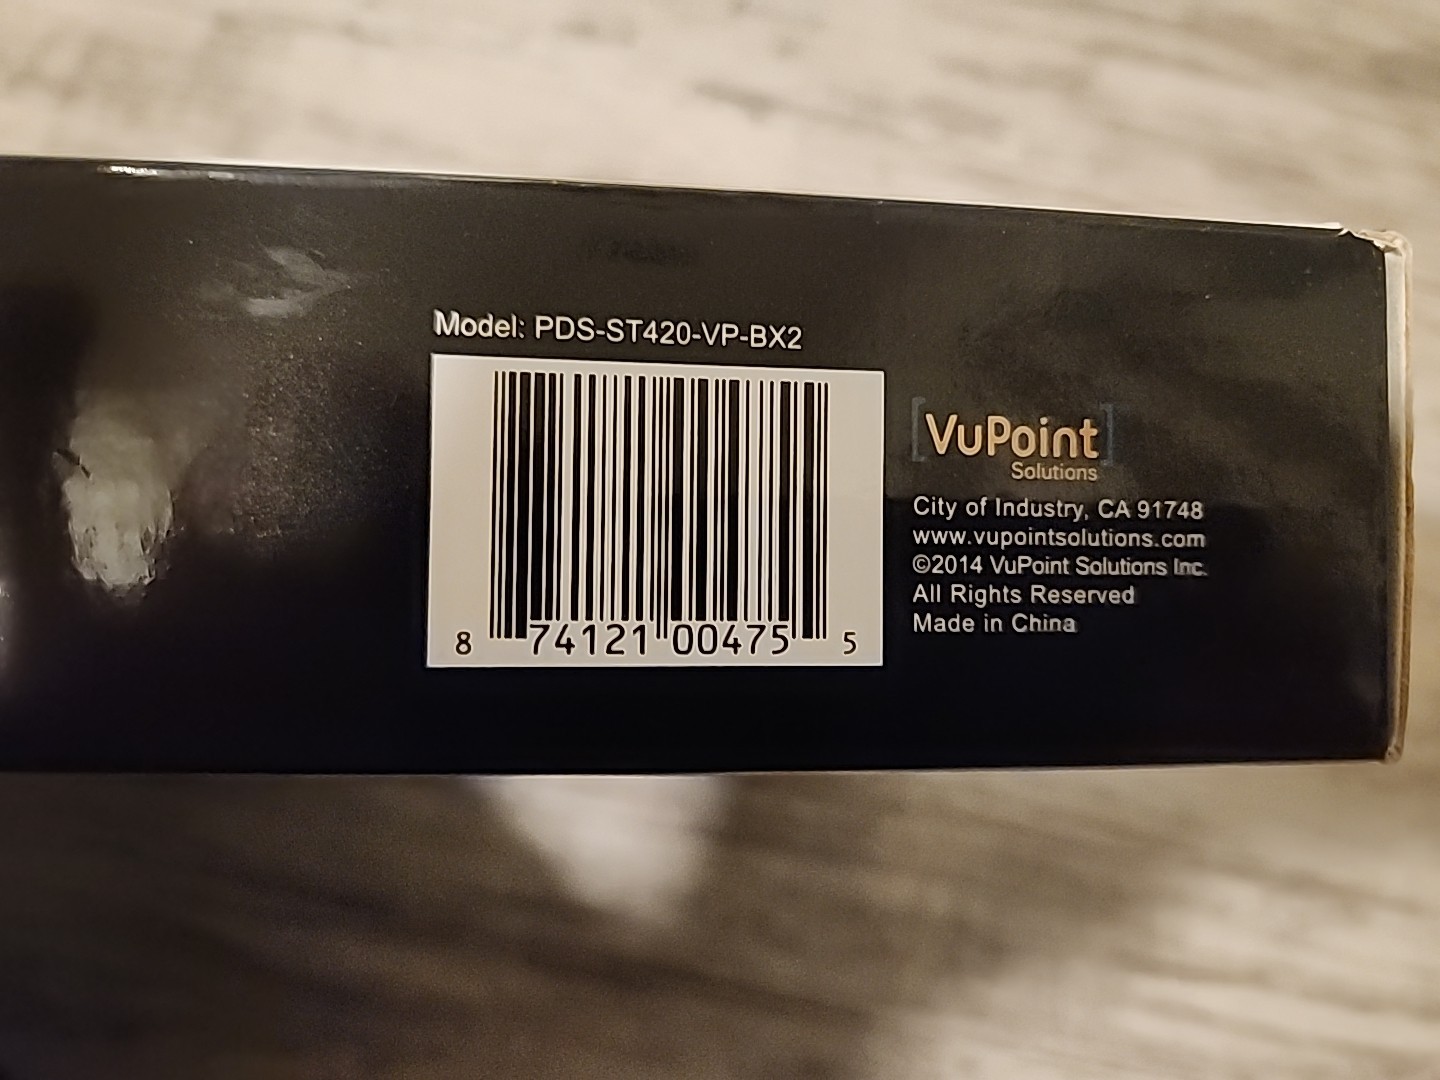 Model: PDS-ST420-VP-BX2
8 74121 00475 5
VuPoint
Solutions
City of Industry, CA 91748
www.vupointsolutions.com
©2014 VuPoint Solutions Inc.
All Rights Reserved
Made in China